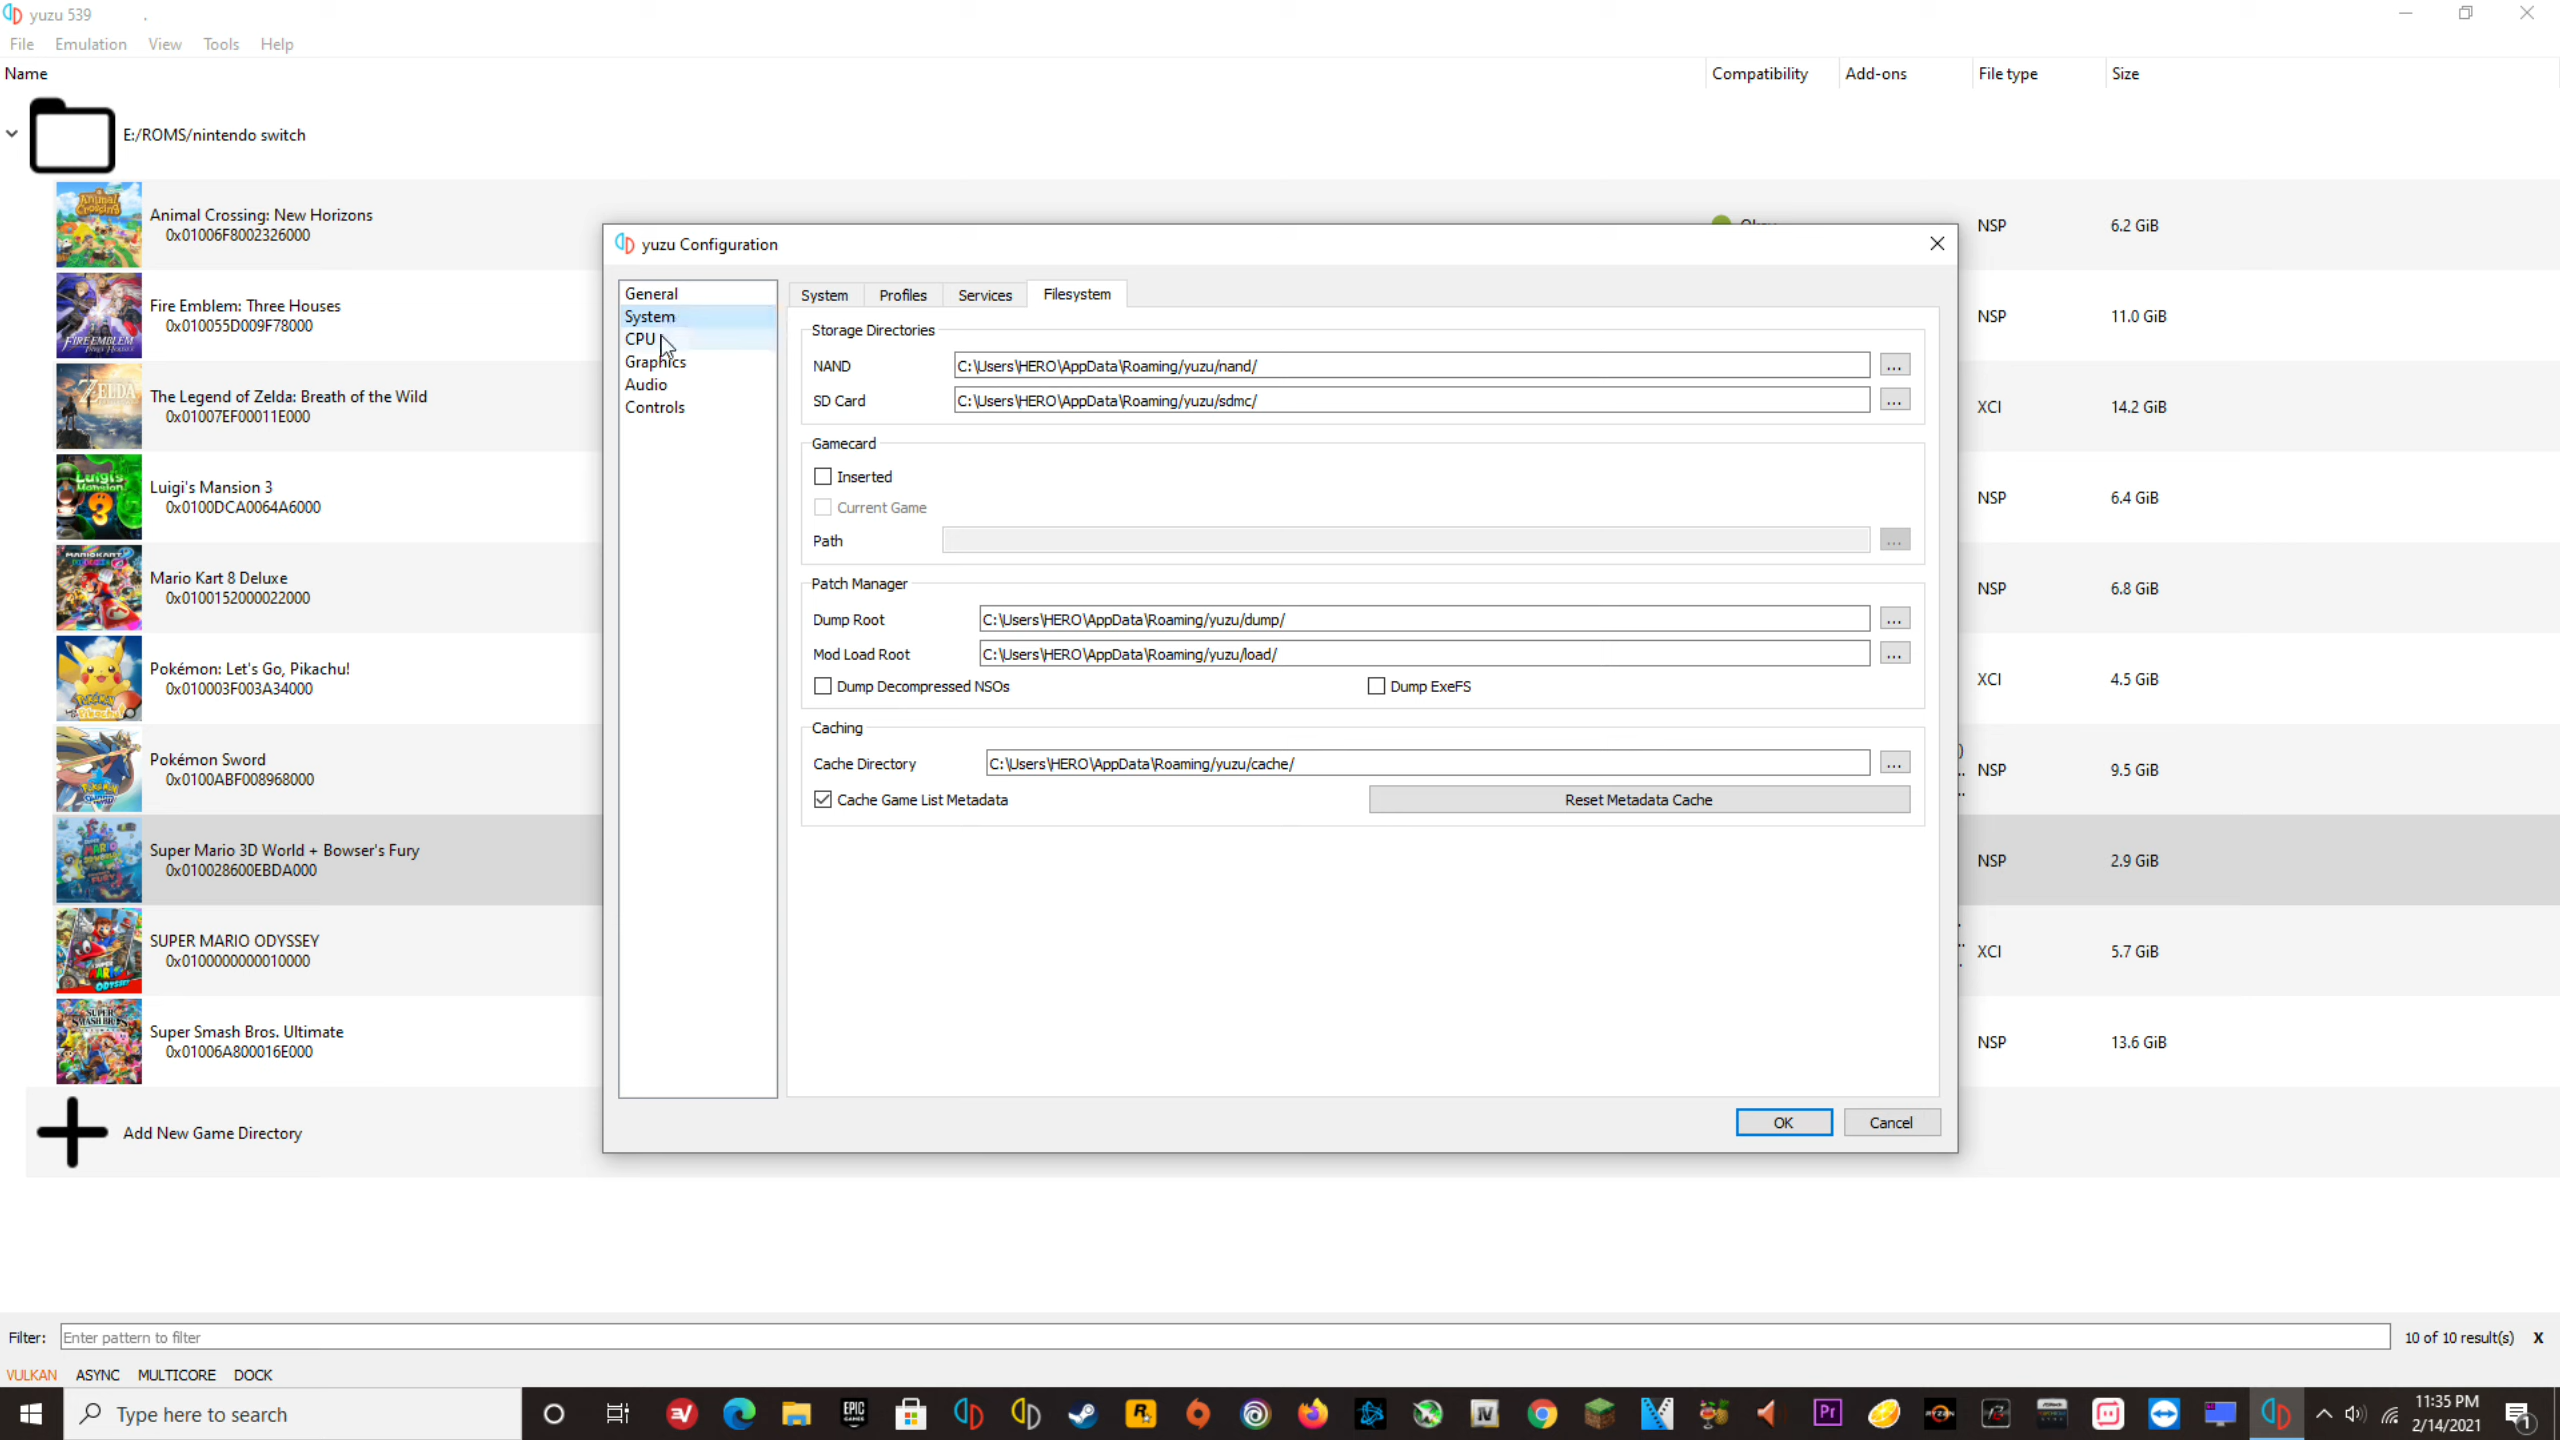 yuzu 539
File Emulation View Tools Help
Name Compatibility Add-ons File type Size
E:/ROMS/nintendo switch
Animal Crossing: New Horizons
0x01006F8002326000
NSP 6.2 GiB
Fire Emblem: Three Houses
0x010055D009F78000
NSP 11.0 GiB
The Legend of Zelda: Breath of the Wild
0x01007EF00011E000
XCI 14.2 GiB
Luigi's Mansion 3
0x0100DCA0064A6000
NSP 6.4 GiB
Mario Kart 8 Deluxe
0x0100152000022000
NSP 6.8 GiB
Pokémon: Let's Go, Pikachu!
0x010003F003A34000
XCI 4.5 GiB
Pokémon Sword
0x0100ABF008968000
NSP 9.5 GiB
Super Mario 3D World + Bowser's Fury
0x010028600EBDA000
NSP 2.9 GiB
SUPER MARIO ODYSSEY
0x0100000000010000
XCI 5.7 GiB
Super Smash Bros. Ultimate
0x01006A800016E000
NSP 13.6 GiB
Add New Game Directory
yuzu Configuration
General
System
CPU
Graphics
Audio
Controls
System Profiles Services Filesystem
Storage Directories
NAND C:\Users\HERO\AppData\Roaming/yuzu/nand/ ...
SD Card C:\Users\HERO\AppData\Roaming/yuzu/sdmc/ ...
Gamecard
Inserted
Current Game
Path ...
Patch Manager
Dump Root C:\Users\HERO\AppData\Roaming/yuzu/dump/ ...
Mod Load Root C:\Users\HERO\AppData\Roaming/yuzu/load/ ...
Dump Decompressed NSOs Dump ExeFS
Caching
Cache Directory C:\Users\HERO\AppData\Roaming/yuzu/cache/ ...
Cache Game List Metadata Reset Metadata Cache
OK Cancel
Filter: Enter pattern to filter 10 of 10 result(s) X
VULKAN ASYNC MULTICORE DOCK
Type here to search
11:35 PM
2/14/2021